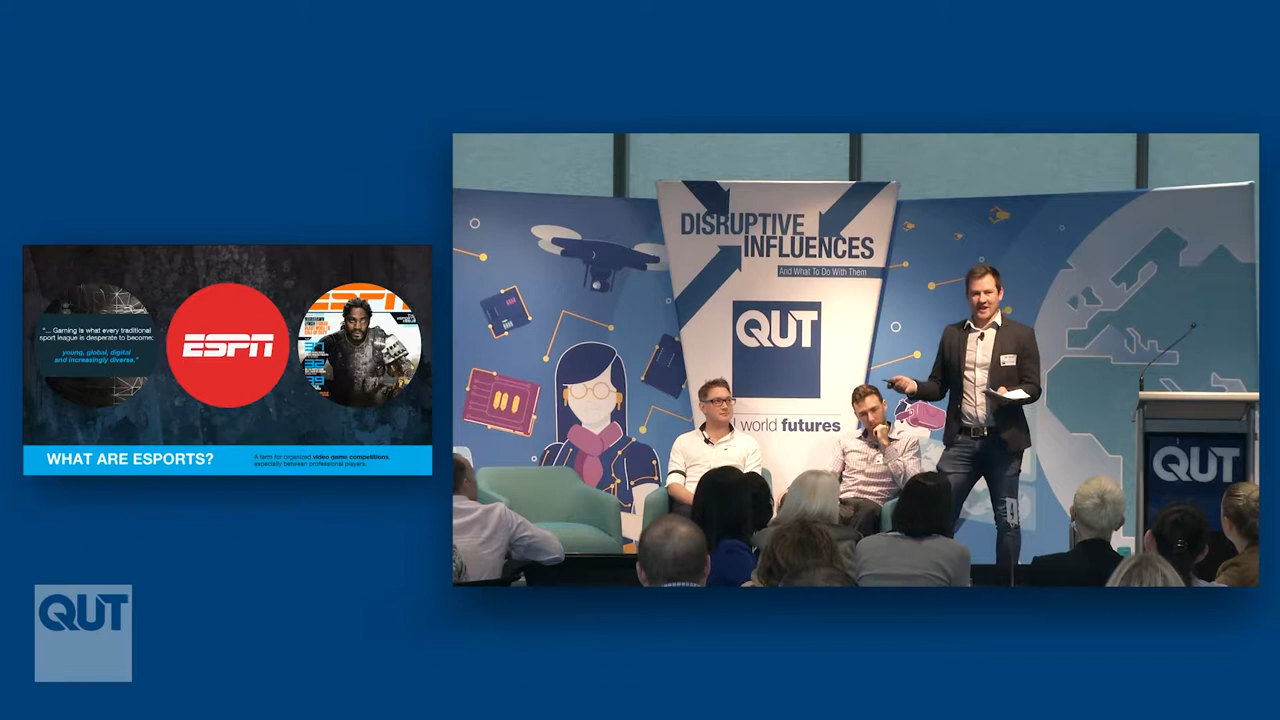 "... Gaming is what every traditional
sport league is desperate to become:
young, global, digital
and increasingly diverse."
ESPN
ESPN
WHAT ARE ESPORTS?
A term for organized video game competitions,
especially between professional players.
QUT
DISRUPTIVE
INFLUENCES
And What To Do With Them
QUT
world futures
QUT